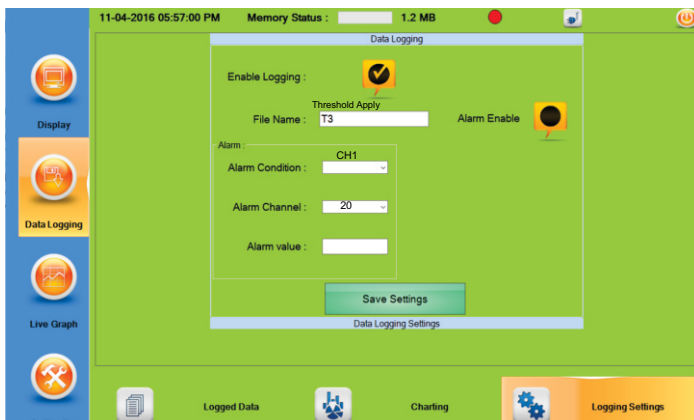 11-04-2016 05:57:00 PM Memory Status : 1.2 MB
Data Logging
Enable Logging :
Threshold Apply
File Name : T3 Alarm Enable
Display
Alarm :
CH1
Alarm Condition :
Alarm Channel : 20
Data Logging
Alarm value :
Save Settings
Live Graph
Data Logging Settings
Logged Data Charting Logging Settings